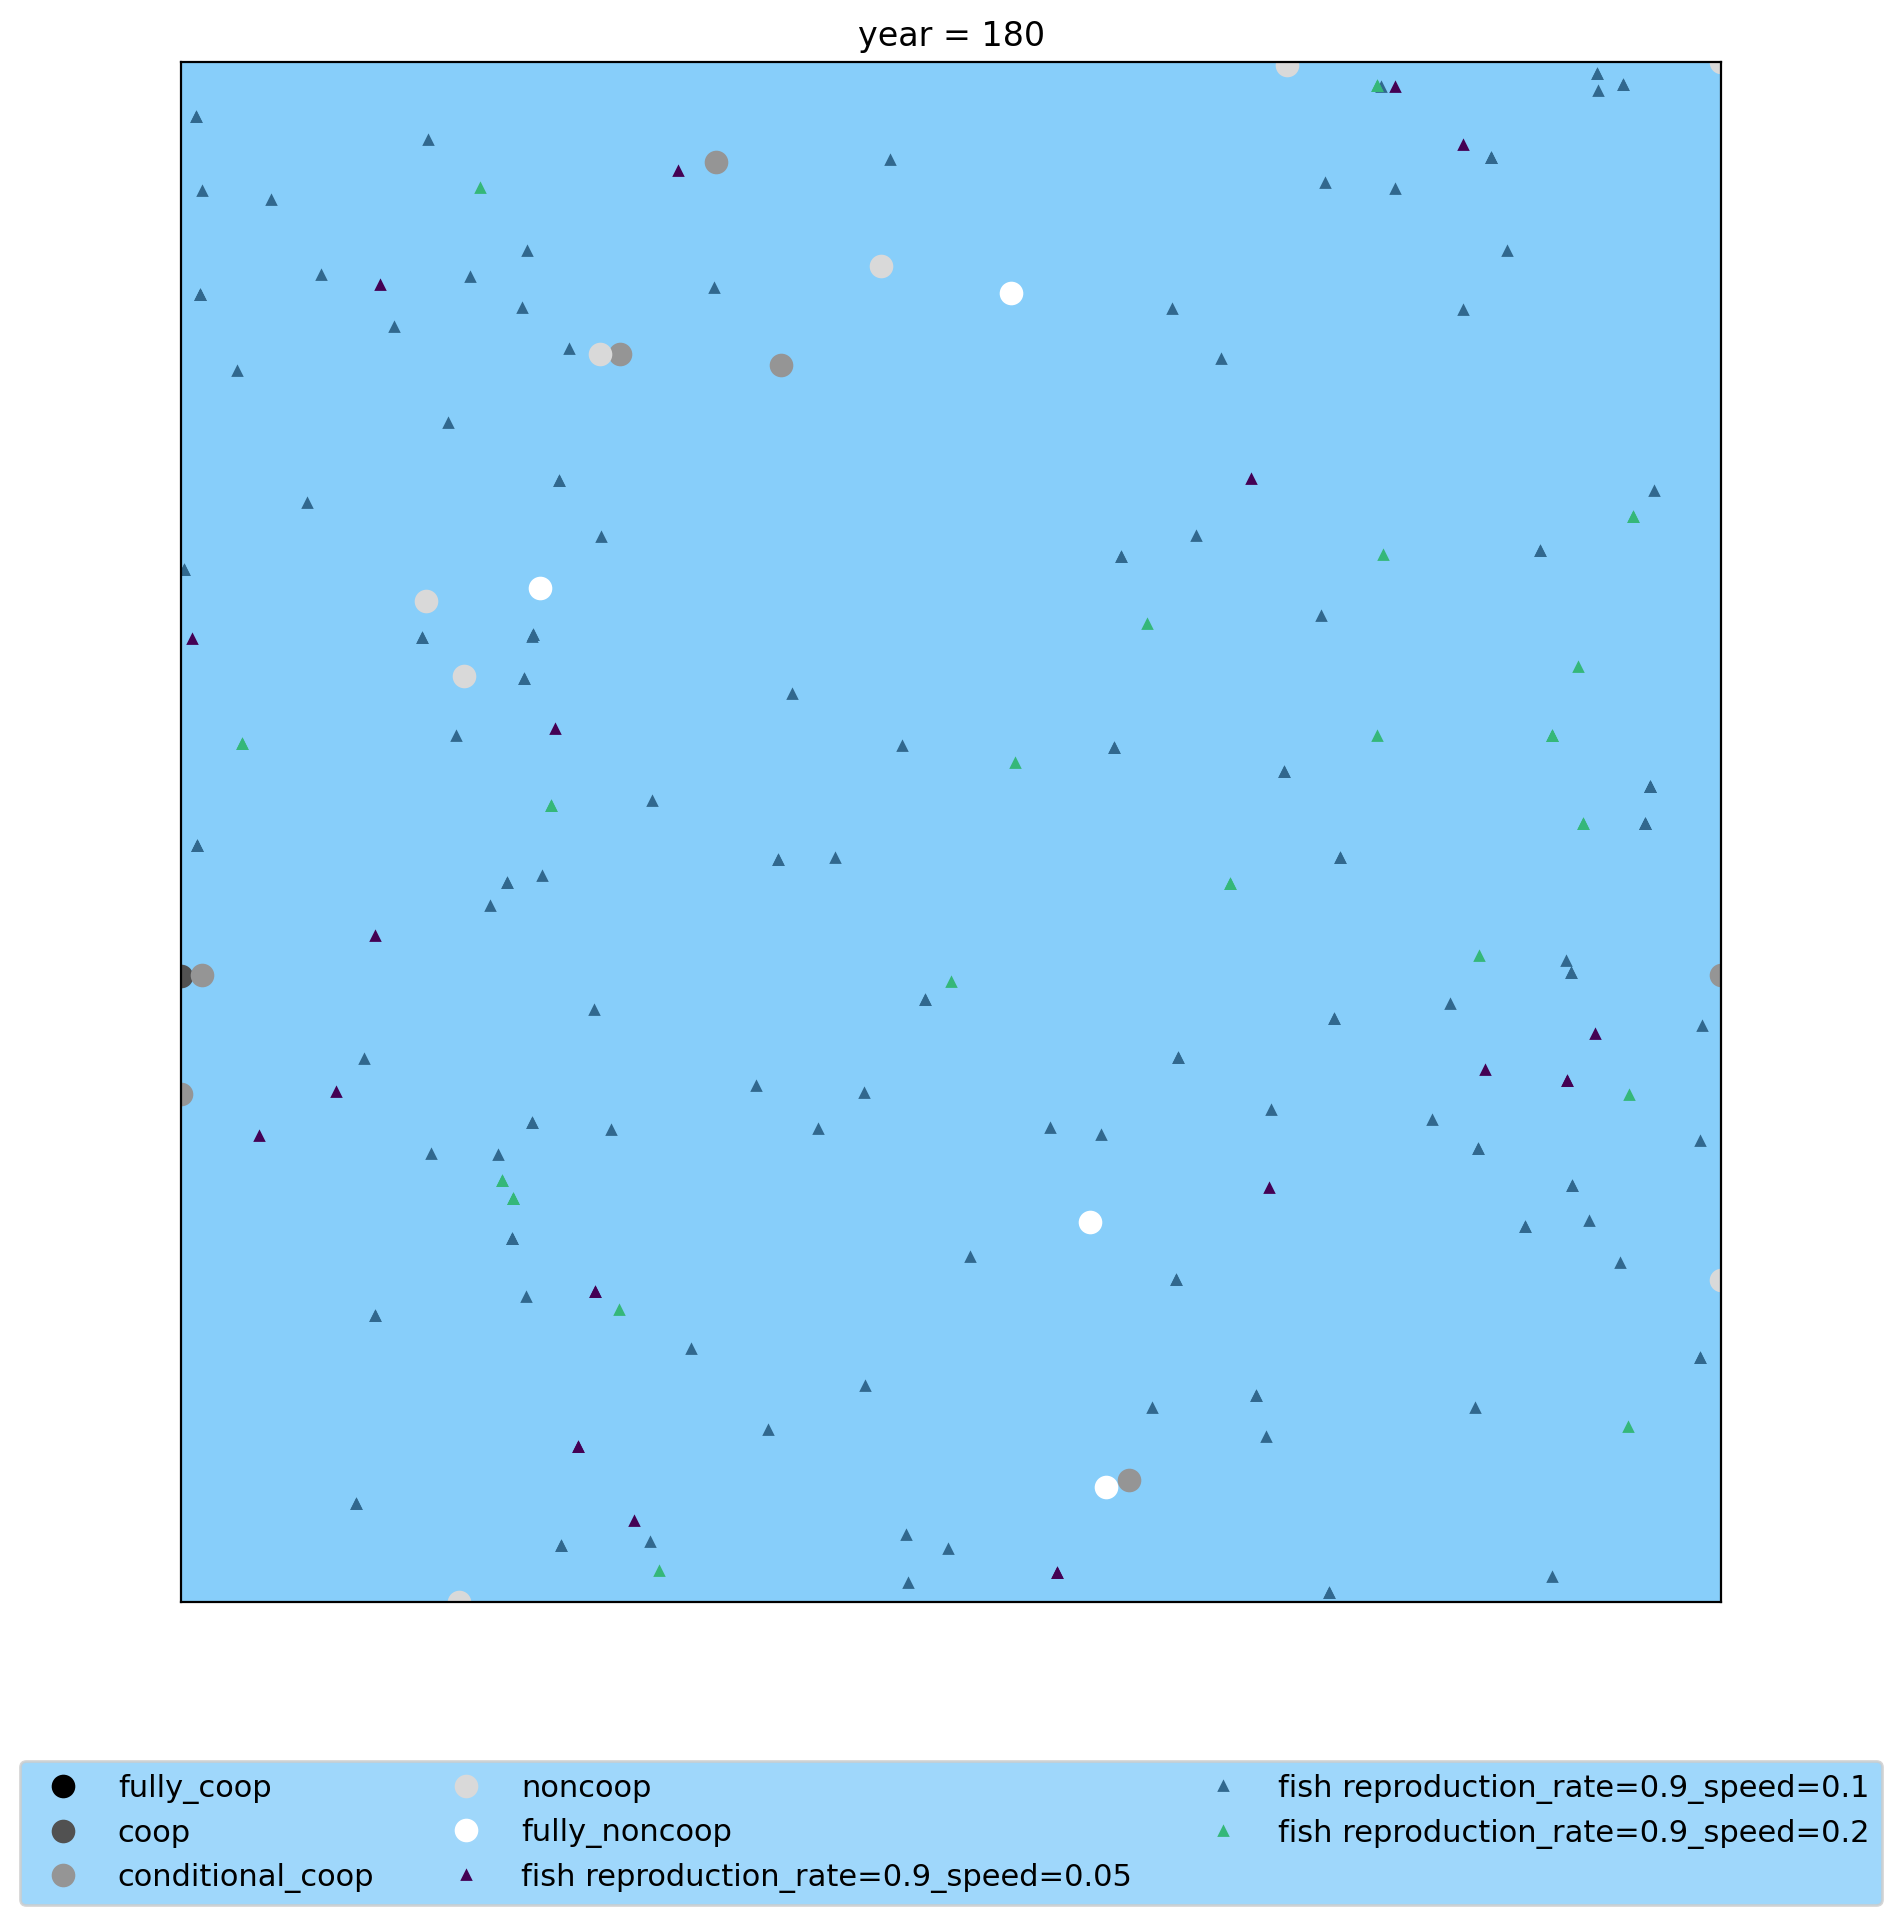 year = 180
fully_coop
coop
conditional_coop
noncoop
fully_noncoop
fish reproduction_rate=0.9_speed=0.05
fish reproduction_rate=0.9_speed=0.1
fish reproduction_rate=0.9_speed=0.2